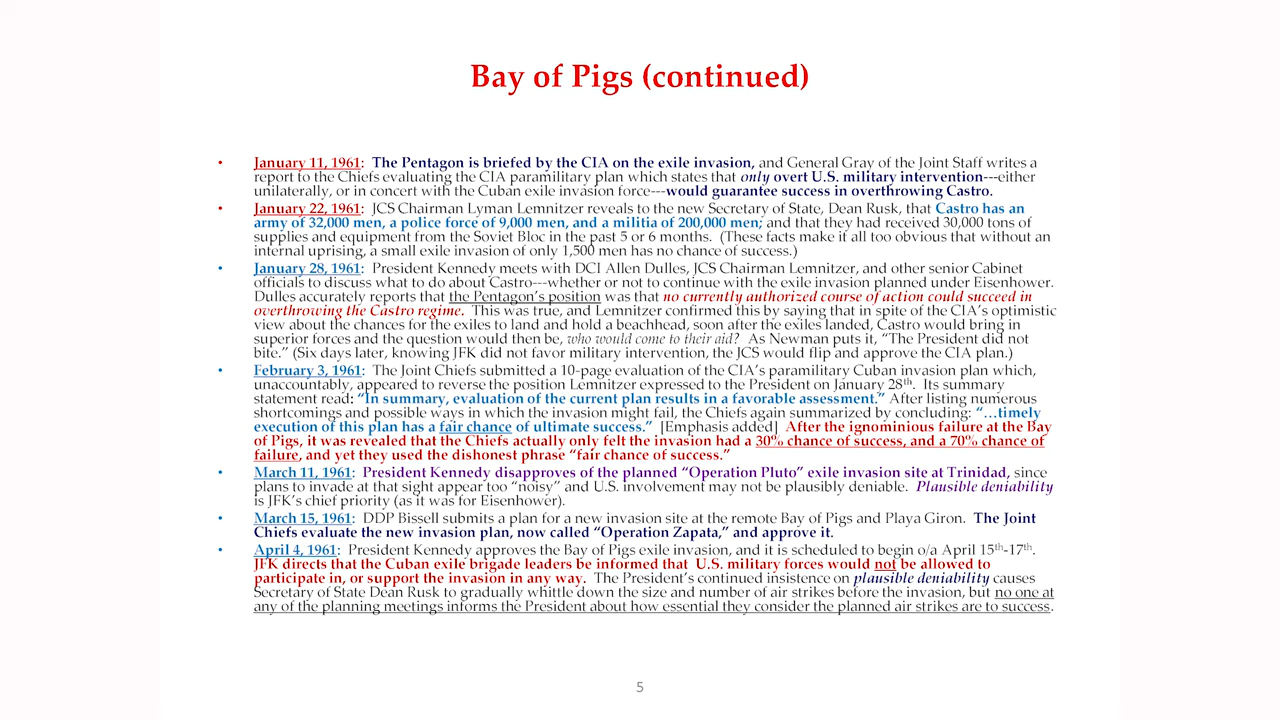 Bay of Pigs (continued)
• January 11, 1961: The Pentagon is briefed by the CIA on the exile invasion, and General Gray of the Joint Staff writes a
report to the Chiefs evaluating the CIA paramilitary plan which states that only overt U.S. military intervention---either
unilaterally, or in concert with the Cuban exile invasion force---would guarantee success in overthrowing Castro.
• January 22, 1961: JCS Chairman Lyman Lemnitzer reveals to the new Secretary of State, Dean Rusk, that Castro has an
army of 32,000 men, a police force of 9,000 men, and a militia of 200,000 men; and that they had received 30,000 tons of
supplies and equipment from the Soviet Bloc in the past 5 or 6 months. (These facts make it all too obvious that without an
internal uprising, a small exile invasion of only 1,500 men has no chance of success.)
• January 28, 1961: President Kennedy meets with DCI Allen Dulles, JCS Chairman Lemnitzer, and other senior Cabinet
officials to discuss what to do about Castro---whether or not to continue with the exile invasion planned under Eisenhower.
Dulles accurately reports that the Pentagon's position was that no currently authorized course of action could succeed in
overthrowing the Castro regime. This was true, and Lemnitzer confirmed this by saying that in spite of the CIA's optimistic
view about the chances for the exiles to land and hold a beachhead, soon after the exiles landed, Castro would bring in
superior forces and the question would then be, who would come to their aid? As Newman puts it, “The President did not
bite.” (Six days later, knowing JFK did not favor military intervention, the JCS would flip and approve the CIA plan.)
• February 3, 1961: The Joint Chiefs submitted a 10-page evaluation of the CIA's paramilitary Cuban invasion plan which,
unaccountably, appeared to reverse the position Lemnitzer expressed to the President on January 28th. Its summary
statement read: “In summary, evaluation of the current plan results in a favorable assessment.” After listing numerous
shortcomings and possible ways in which the invasion might fail, the Chiefs again summarized by concluding: “…timely
execution of this plan has a fair chance of ultimate success.” [Emphasis added] After the ignominious failure at the Bay
of Pigs, it was revealed that the Chiefs actually only felt the invasion had a 30% chance of success, and a 70% chance of
failure, and yet they used the dishonest phrase “fair chance of success.”
• March 11, 1961: President Kennedy disapproves of the planned “Operation Pluto” exile invasion site at Trinidad, since
plans to invade at that sight appear too “noisy” and U.S. involvement may not be plausibly deniable. Plausible deniability
is JFK's chief priority (as it was for Eisenhower).
• March 15, 1961: DDP Bissell submits a plan for a new invasion site at the remote Bay of Pigs and Playa Giron. The Joint
Chiefs evaluate the new invasion plan, now called “Operation Zapata,” and approve it.
• April 4, 1961: President Kennedy approves the Bay of Pigs exile invasion, and it is scheduled to begin o/a April 15th-17th.
JFK directs that the Cuban exile brigade leaders be informed that U.S. military forces would not be allowed to
participate in, or support the invasion in any way. The President's continued insistence on plausible deniability causes
Secretary of State Dean Rusk to gradually whittle down the size and number of air strikes before the invasion, but no one at
any of the planning meetings informs the President about how essential they consider the planned air strikes are to success.
5